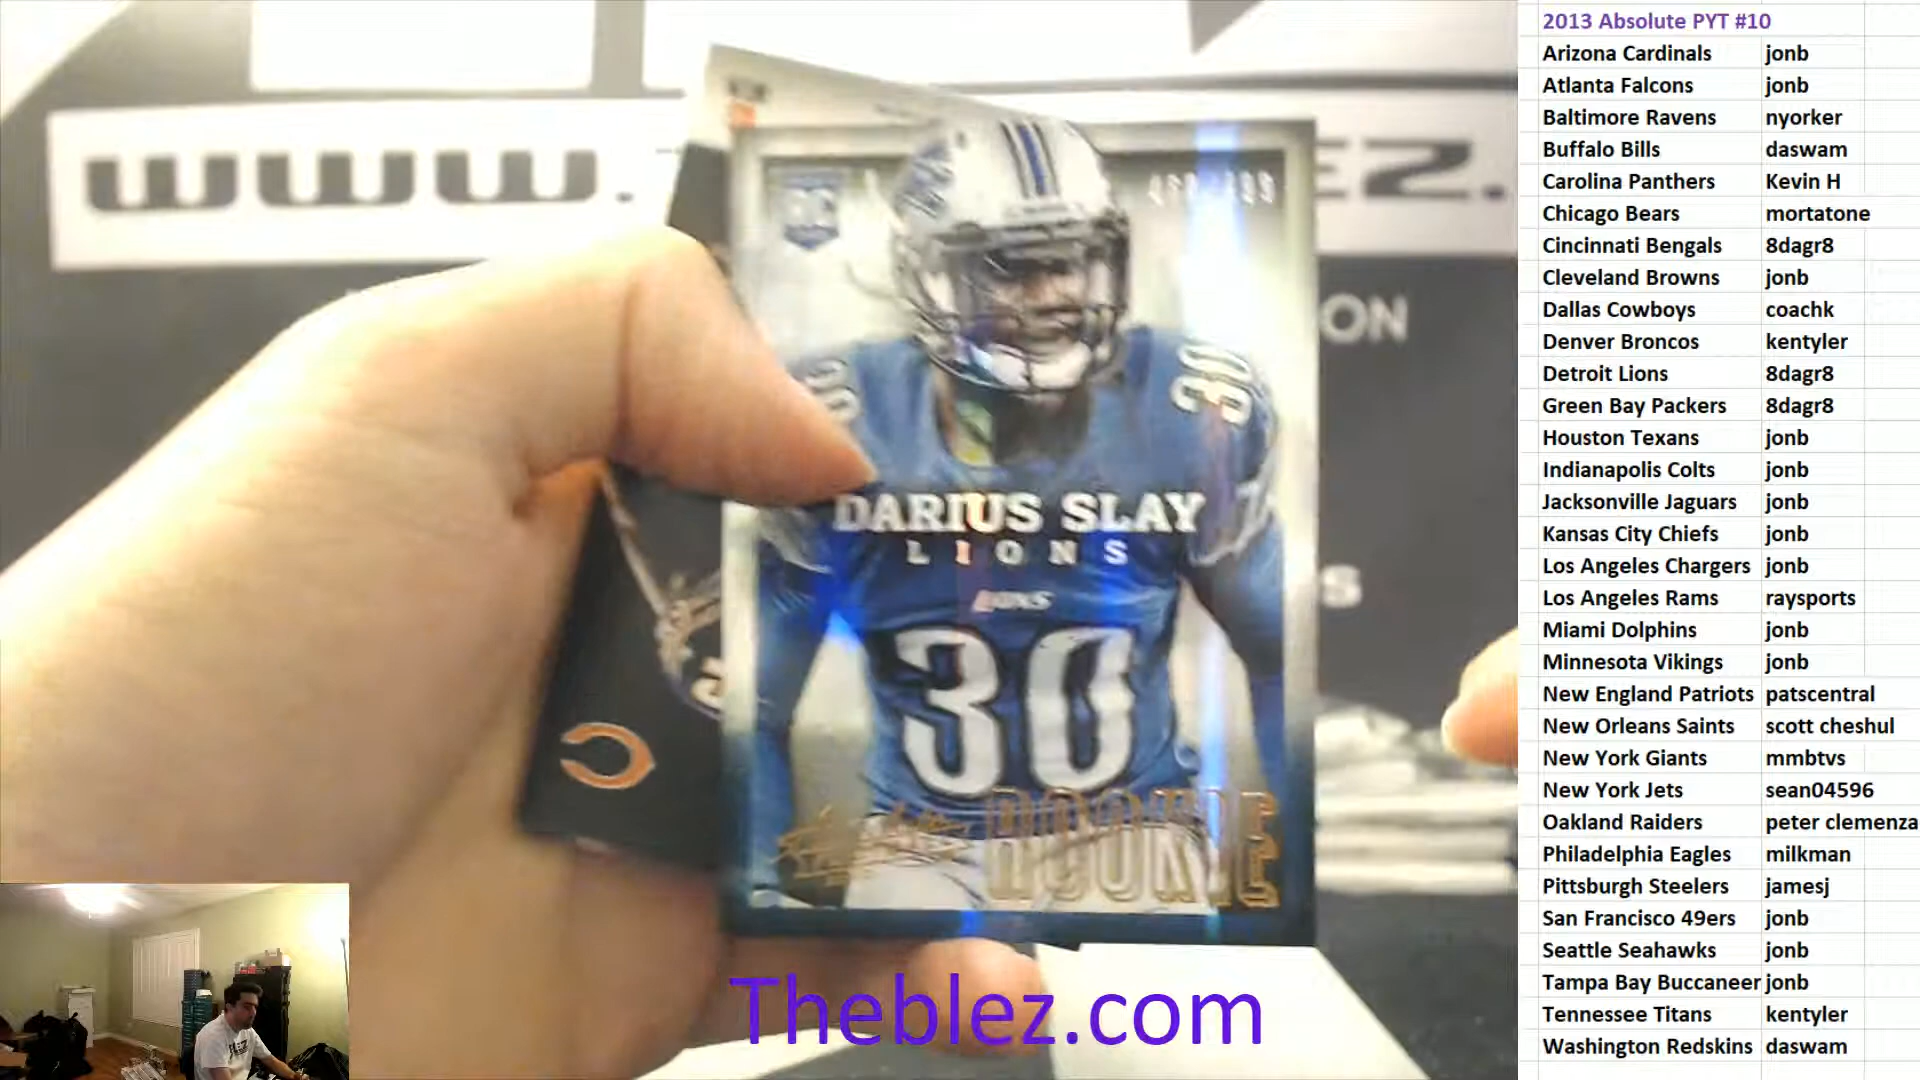 WWW.
EZ.
ON
S
RC
30
30
DARIUS SLAY
LIONS
LIONS
30
ROOKIE
Theblez.com
2013 Absolute PYT #10
Arizona Cardinals jonb
Atlanta Falcons jonb
Baltimore Ravens nyorker
Buffalo Bills daswam
Carolina Panthers Kevin H
Chicago Bears mortatone
Cincinnati Bengals 8dagr8
Cleveland Browns jonb
Dallas Cowboys coachk
Denver Broncos kentyler
Detroit Lions 8dagr8
Green Bay Packers 8dagr8
Houston Texans jonb
Indianapolis Colts jonb
Jacksonville Jaguars jonb
Kansas City Chiefs jonb
Los Angeles Chargers jonb
Los Angeles Rams raysports
Miami Dolphins jonb
Minnesota Vikings jonb
New England Patriots patscentral
New Orleans Saints scott cheshul
New York Giants mmbtvs
New York Jets sean04596
Oakland Raiders peter clemenza
Philadelphia Eagles milkman
Pittsburgh Steelers jamesj
San Francisco 49ers jonb
Seattle Seahawks jonb
Tampa Bay Buccaneer jonb
Tennessee Titans kentyler
Washington Redskins daswam